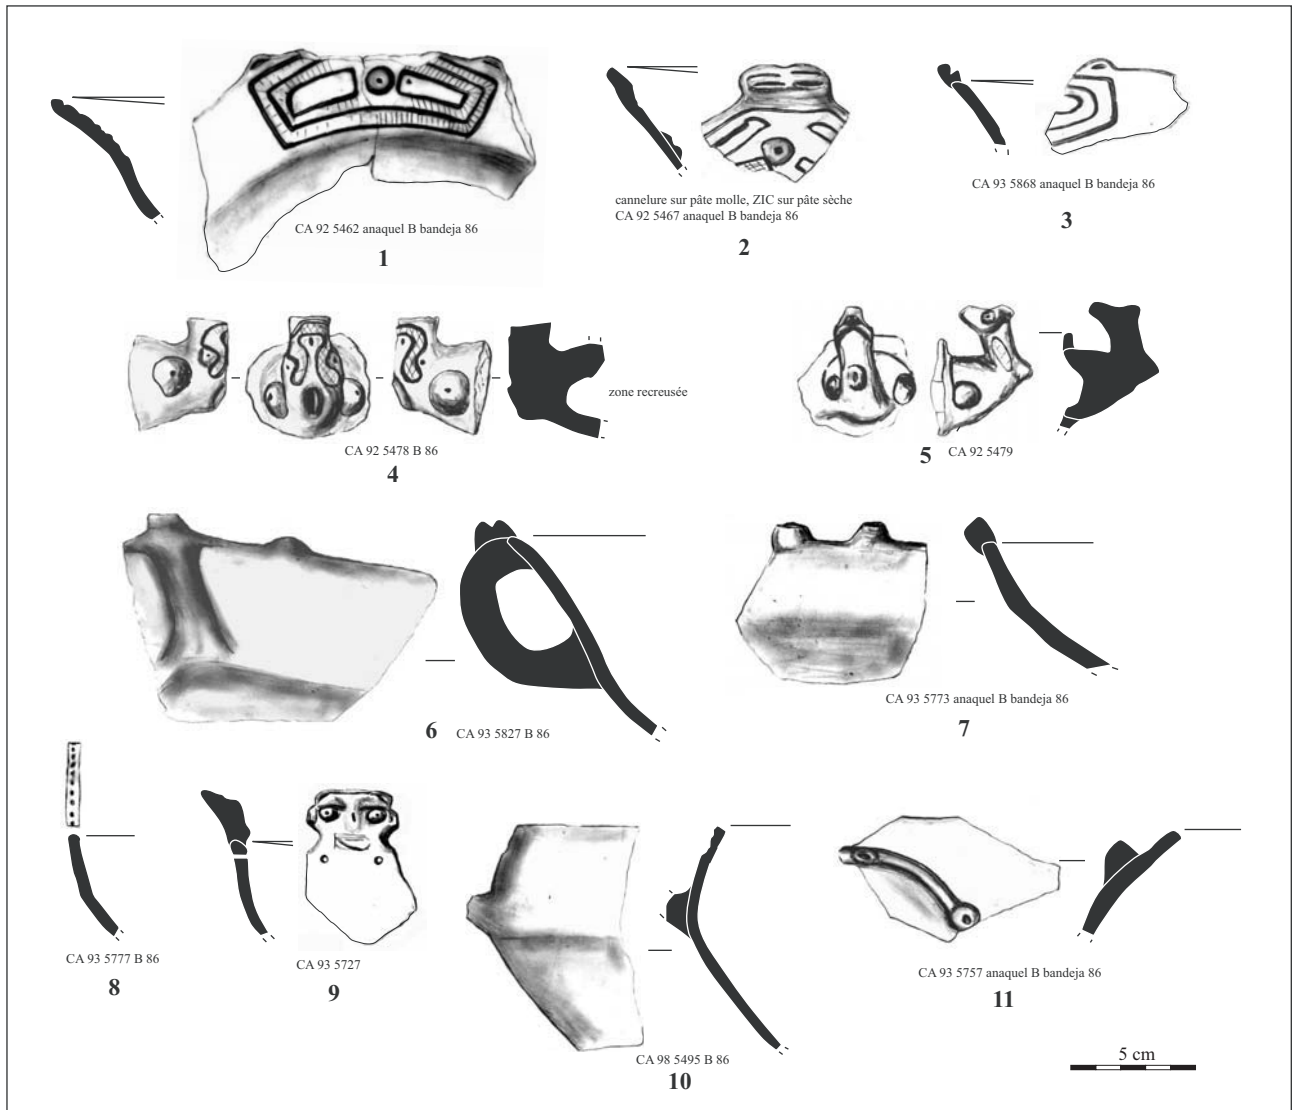 CA 92 5462 anaquel B bandeja 86
1
cannelure sur pâte molle, ZIC sur pâte sèche
CA 92 5467 anaquel B bandeja 86
2
CA 93 5868 anaquel B bandeja 86
3
zone recreusée
CA 92 5478 B 86
4
5 CA 92 5479
6 CA 93 5827 B 86
CA 93 5773 anaquel B bandeja 86
7
CA 93 5777 B 86
8
CA 93 5727
9
CA 98 5495 B 86
10
CA 93 5757 anaquel B bandeja 86
11
5 cm